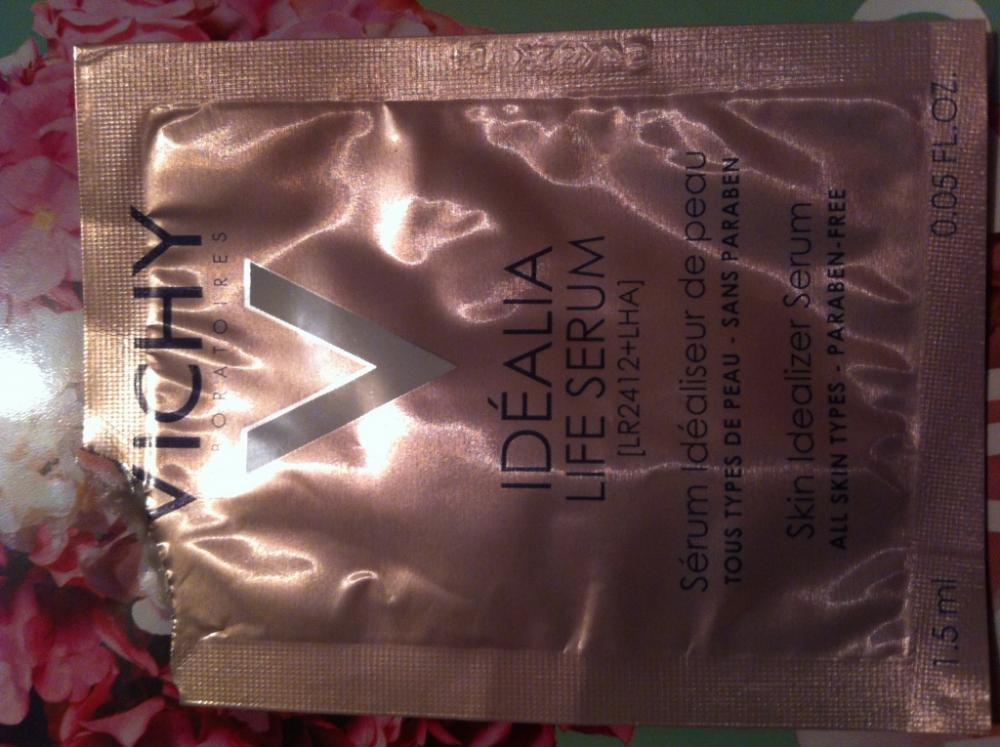 VICHY
IDÉALIA
LIFE SERUM
[LR2412+LHA]
Sérum Idéaliseur de peau
TOUS TYPES DE PEAU - SANS PARABEN
Skin Idealizer Serum
ALL SKIN TYPES - PARABEN-FREE
1.5 ml 0.05 FL.OZ.